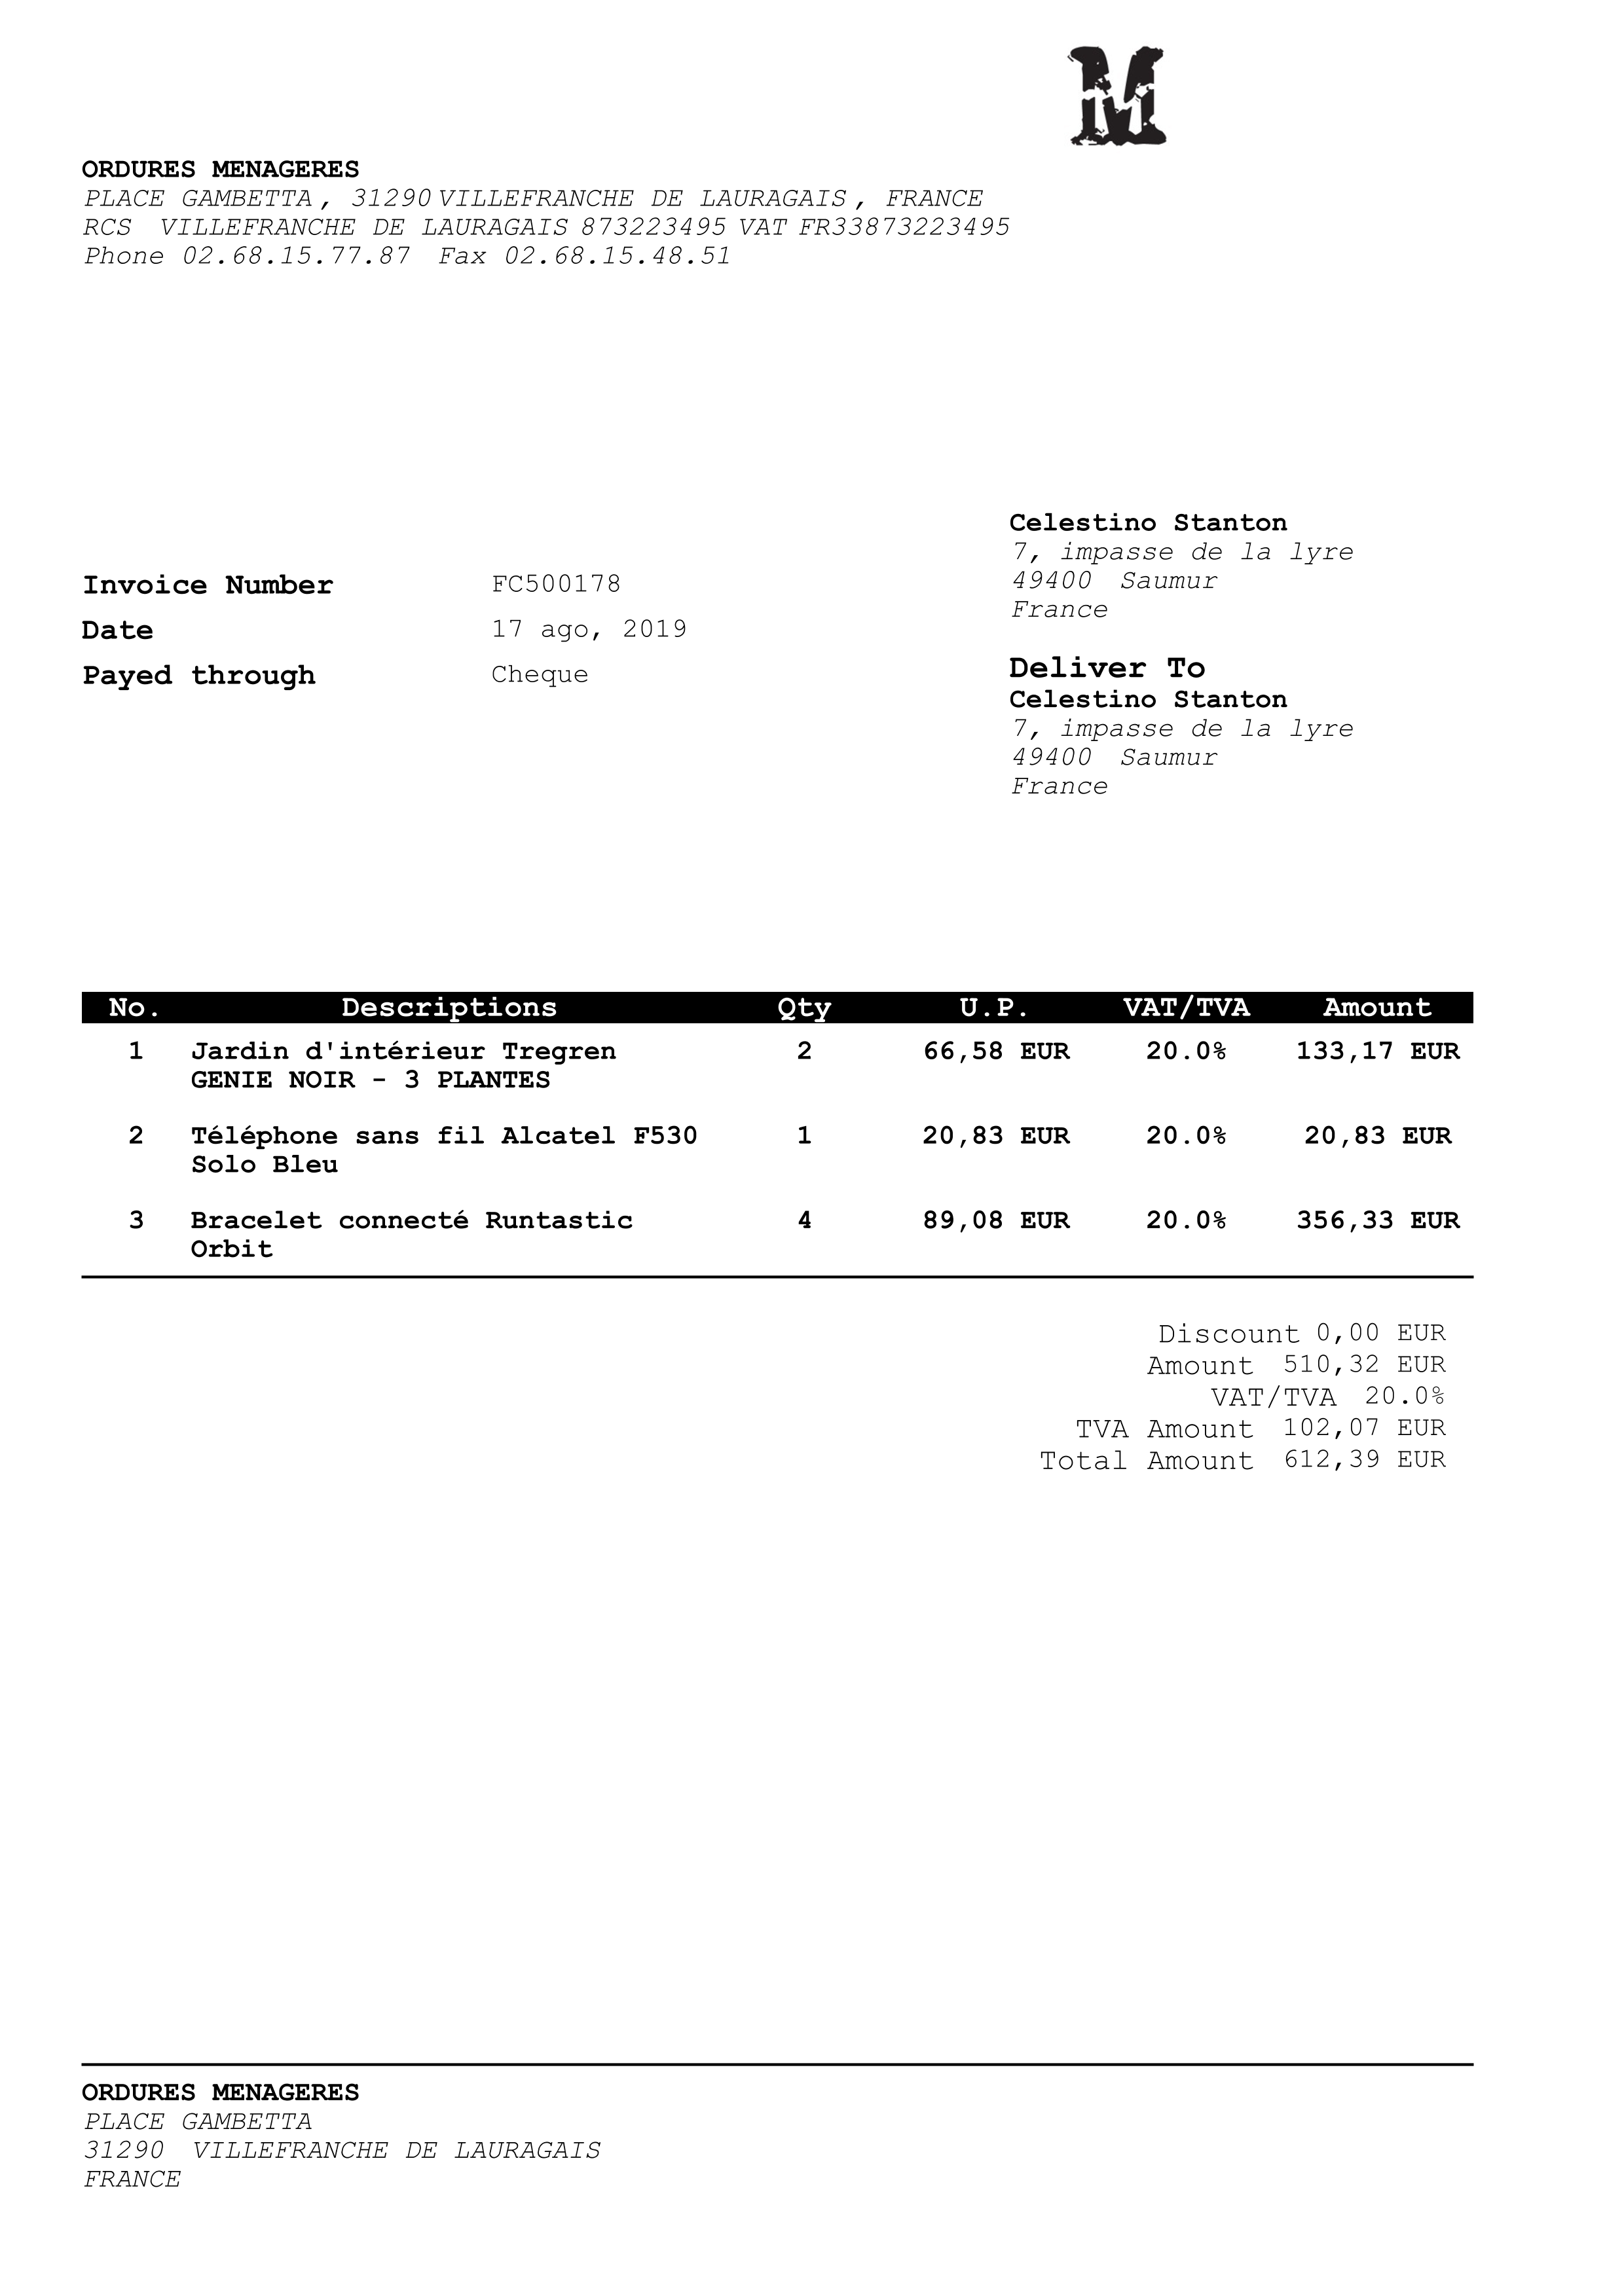 M
ORDURES MENAGERES
PLACE GAMBETTA, 31290 VILLEFRANCHE DE LAURAGAIS, FRANCE
RCS VILLEFRANCHE DE LAURAGAIS 873223495 VAT FR33873223495
Phone 02.68.15.77.87 Fax 02.68.15.48.51
Invoice Number FC500178
Date 17 ago, 2019
Payed through Cheque
Celestino Stanton
7, impasse de la lyre
49400 Saumur
France
Deliver To
Celestino Stanton
7, impasse de la lyre
49400 Saumur
France
No. Descriptions Qty U.P. VAT/TVA Amount
1 Jardin d'intérieur Tregren 2 66,58 EUR 20.0% 133,17 EUR
GENIE NOIR - 3 PLANTES
2 Téléphone sans fil Alcatel F530 1 20,83 EUR 20.0% 20,83 EUR
Solo Bleu
3 Bracelet connecté Runtastic 4 89,08 EUR 20.0% 356,33 EUR
Orbit
Discount 0,00 EUR
Amount 510,32 EUR
VAT/TVA 20.0%
TVA Amount 102,07 EUR
Total Amount 612,39 EUR
ORDURES MENAGERES
PLACE GAMBETTA
31290 VILLEFRANCHE DE LAURAGAIS
FRANCE